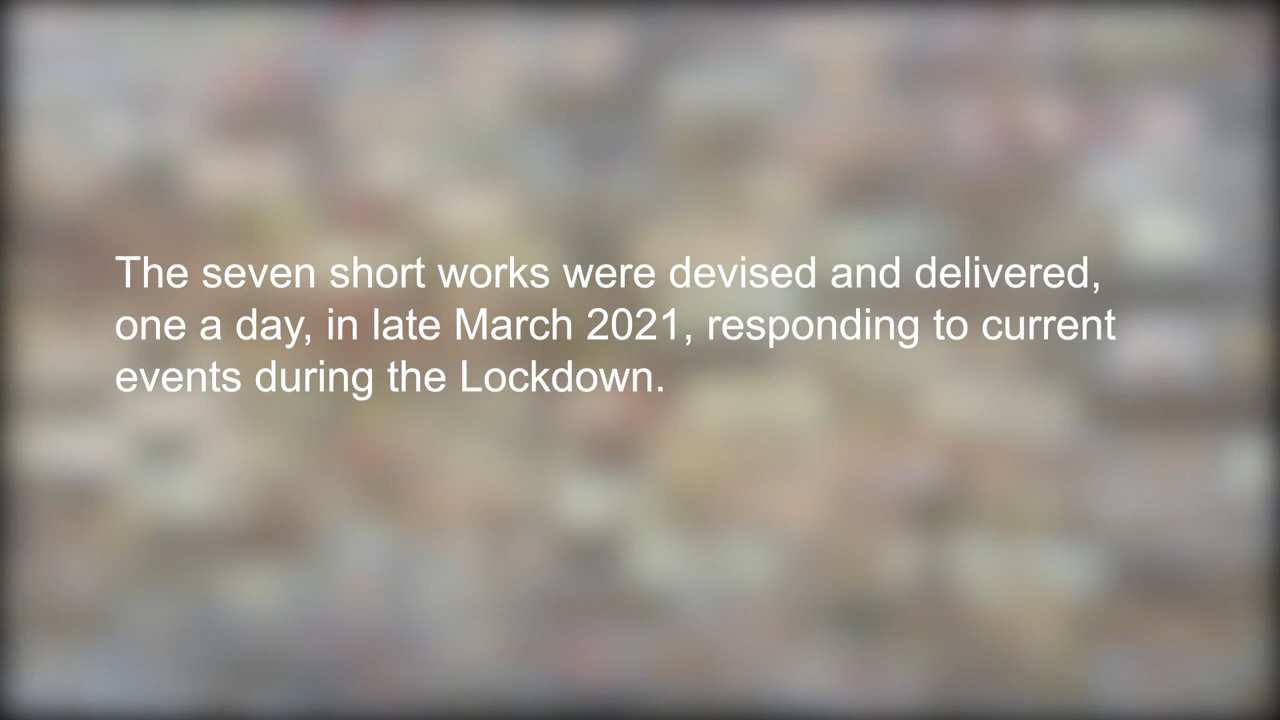 The seven short works were devised and delivered,
one a day, in late March 2021, responding to current
events during the Lockdown.